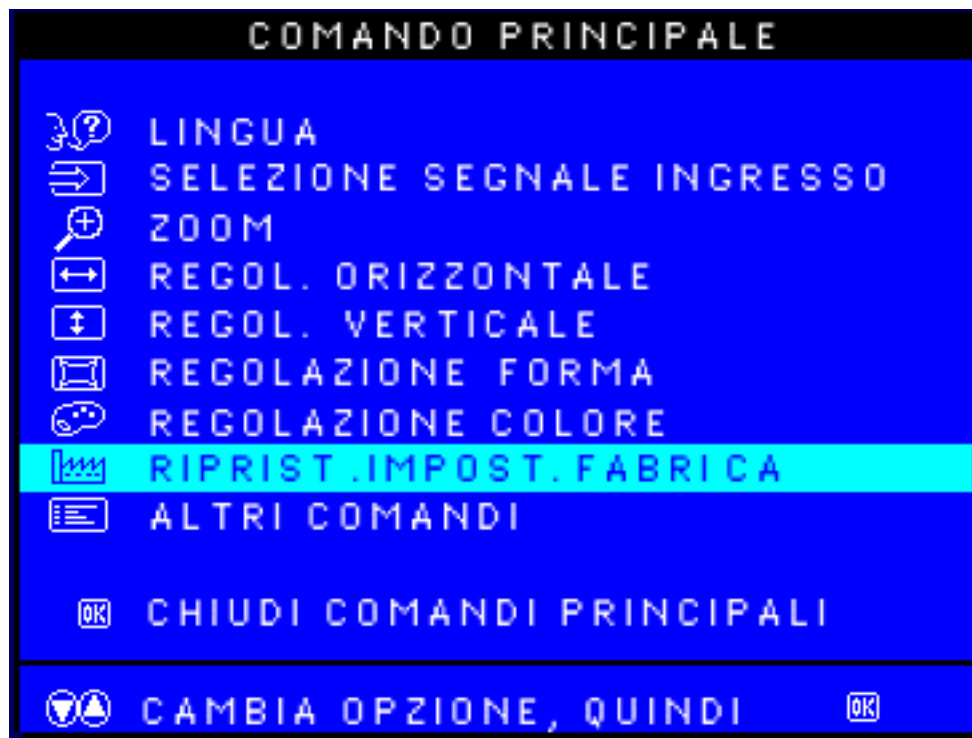 COMANDO PRINCIPALE
LINGUA
SELEZIONE SEGNALE INGRESSO
ZOOM
REGOL. ORIZZONTALE
REGOL. VERTICALE
REGOLAZIONE FORMA
REGOLAZIONE COLORE
RIPRIST.IMPOST.FABRICA
ALTRI COMANDI
OK CHIUDI COMANDI PRINCIPALI
CAMBIA OPZIONE, QUINDI OK